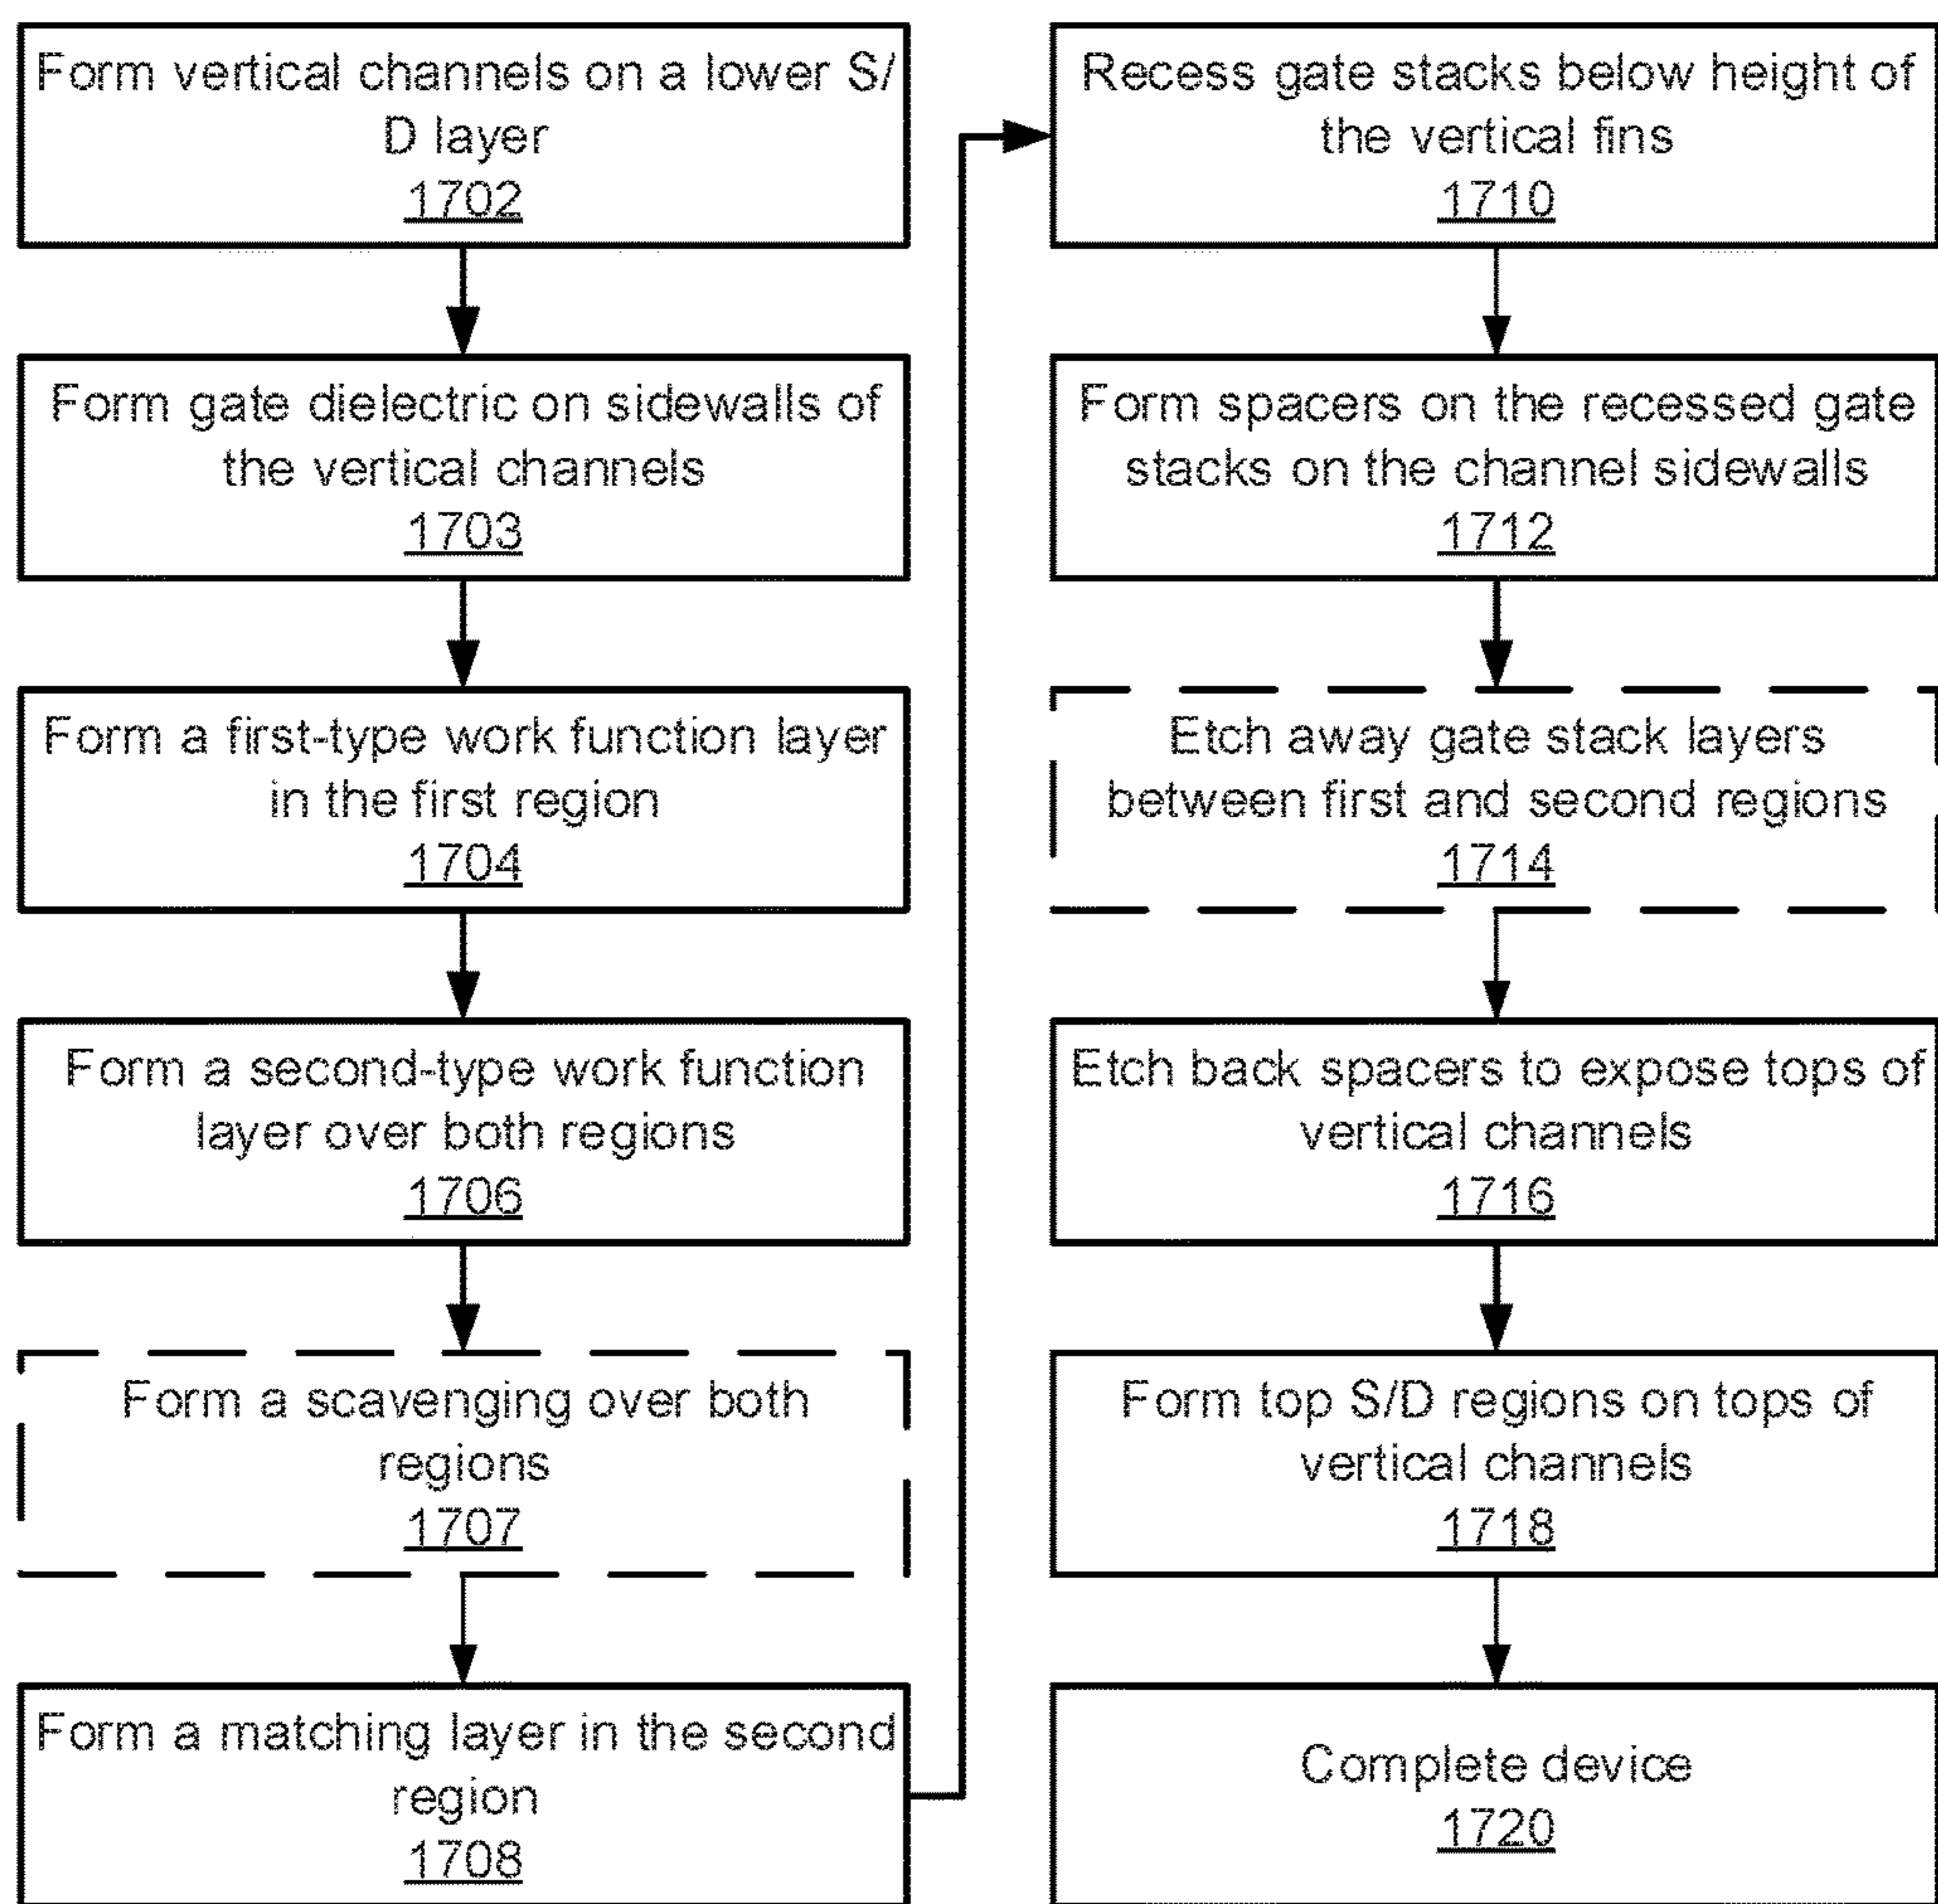 Form vertical channels on a lower S/
D layer
1702
Form gate dielectric on sidewalls of
the vertical channels
1703
Form a first-type work function layer
in the first region
1704
Form a second-type work function
layer over both regions
1706
Form a scavenging over both
regions
1707
Form a matching layer in the second
region
1708
Recess gate stacks below height of
the vertical fins
1710
Form spacers on the recessed gate
stacks on the channel sidewalls
1712
Etch away gate stack layers
between first and second regions
1714
Etch back spacers to expose tops of
vertical channels
1716
Form top S/D regions on tops of
vertical channels
1718
Complete device
1720